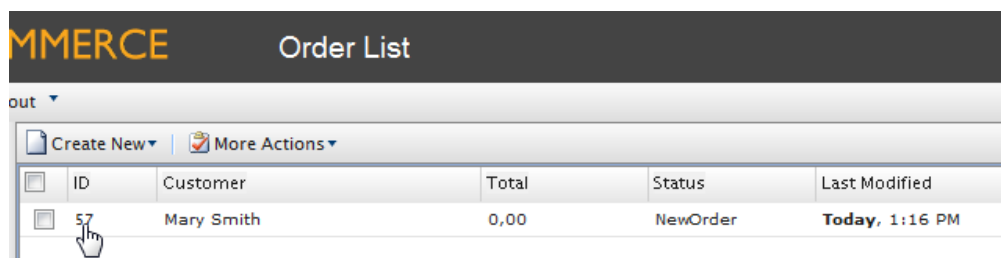 MMERCE Order List
out
Create New More Actions
ID Customer Total Status Last Modified
57 Mary Smith 0,00 NewOrder Today, 1:16 PM